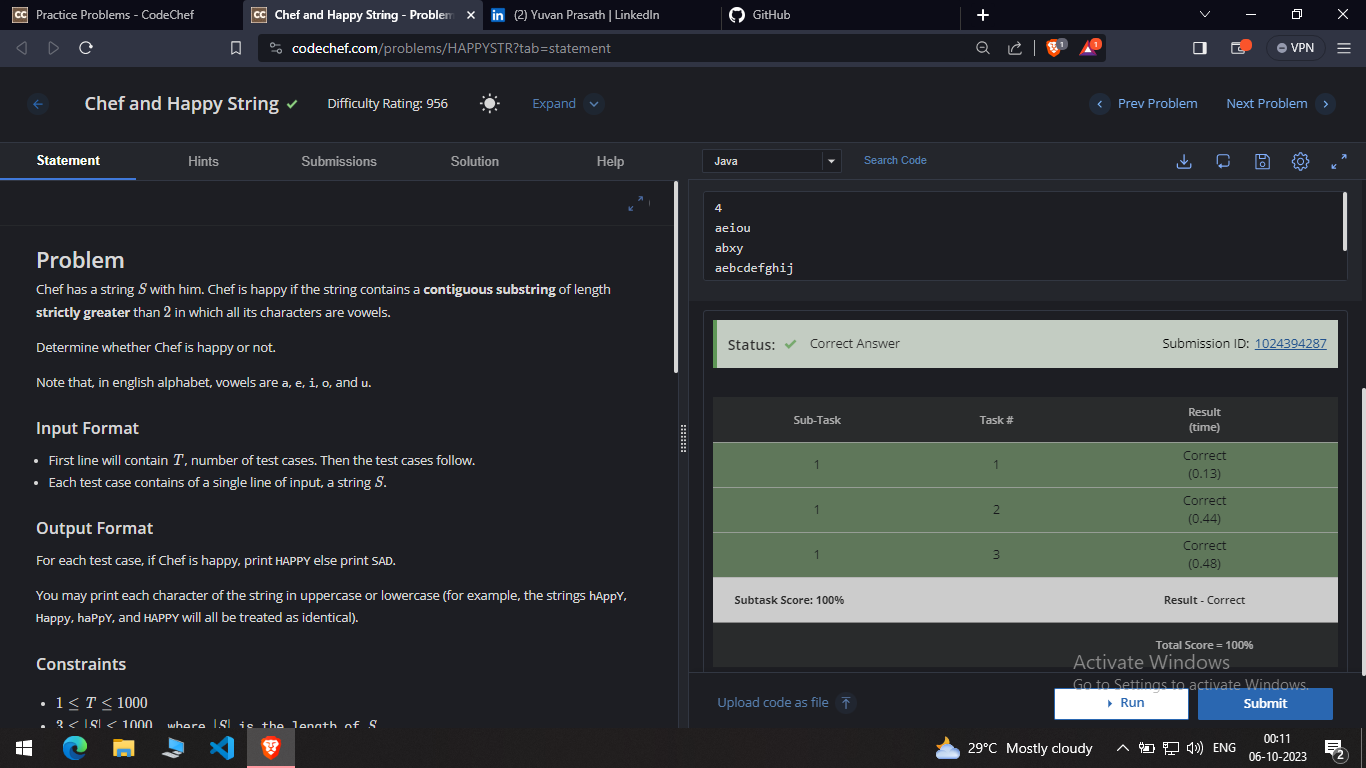 Practice Problems - CodeChef
Chef and Happy String - Problem
(2) Yuvan Prasath | LinkedIn
GitHub
codechef.com/problems/HAPPYSTR?tab=statement
1
1
VPN
Chef and Happy String
Difficulty Rating: 956
Expand
Prev Problem
Next Problem
Statement
Hints
Submissions
Solution
Help
Java
Search Code
Problem
Chef has a string S with him. Chef is happy if the string contains a contiguous substring of length
strictly greater than 2 in which all its characters are vowels.
Determine whether Chef is happy or not.
Note that, in english alphabet, vowels are a, e, i, o, and u.
Input Format
• First line will contain T, number of test cases. Then the test cases follow.
• Each test case contains of a single line of input, a string S.
Output Format
For each test case, if Chef is happy, print HAPPY else print SAD.
You may print each character of the string in uppercase or lowercase (for example, the strings hAppY,
Happy, haPpY, and HAPPY will all be treated as identical).
Constraints
• 1 ≤ T ≤ 1000
• 3 ≤ |S| ≤ 1000, where |S| is the length of S.
4
aeiou
abxy
aebcdefghij
Status: Correct Answer
Submission ID: 1024394287
Sub-Task Task # Result
(time)
1 1 Correct
(0.13)
1 2 Correct
(0.44)
1 3 Correct
(0.48)
Subtask Score: 100% Result - Correct
Total Score = 100%
Activate Windows
Go to Settings to activate Windows.
Upload code as file
Run
Submit
29°C Mostly cloudy
ENG
00:11
06-10-2023
2